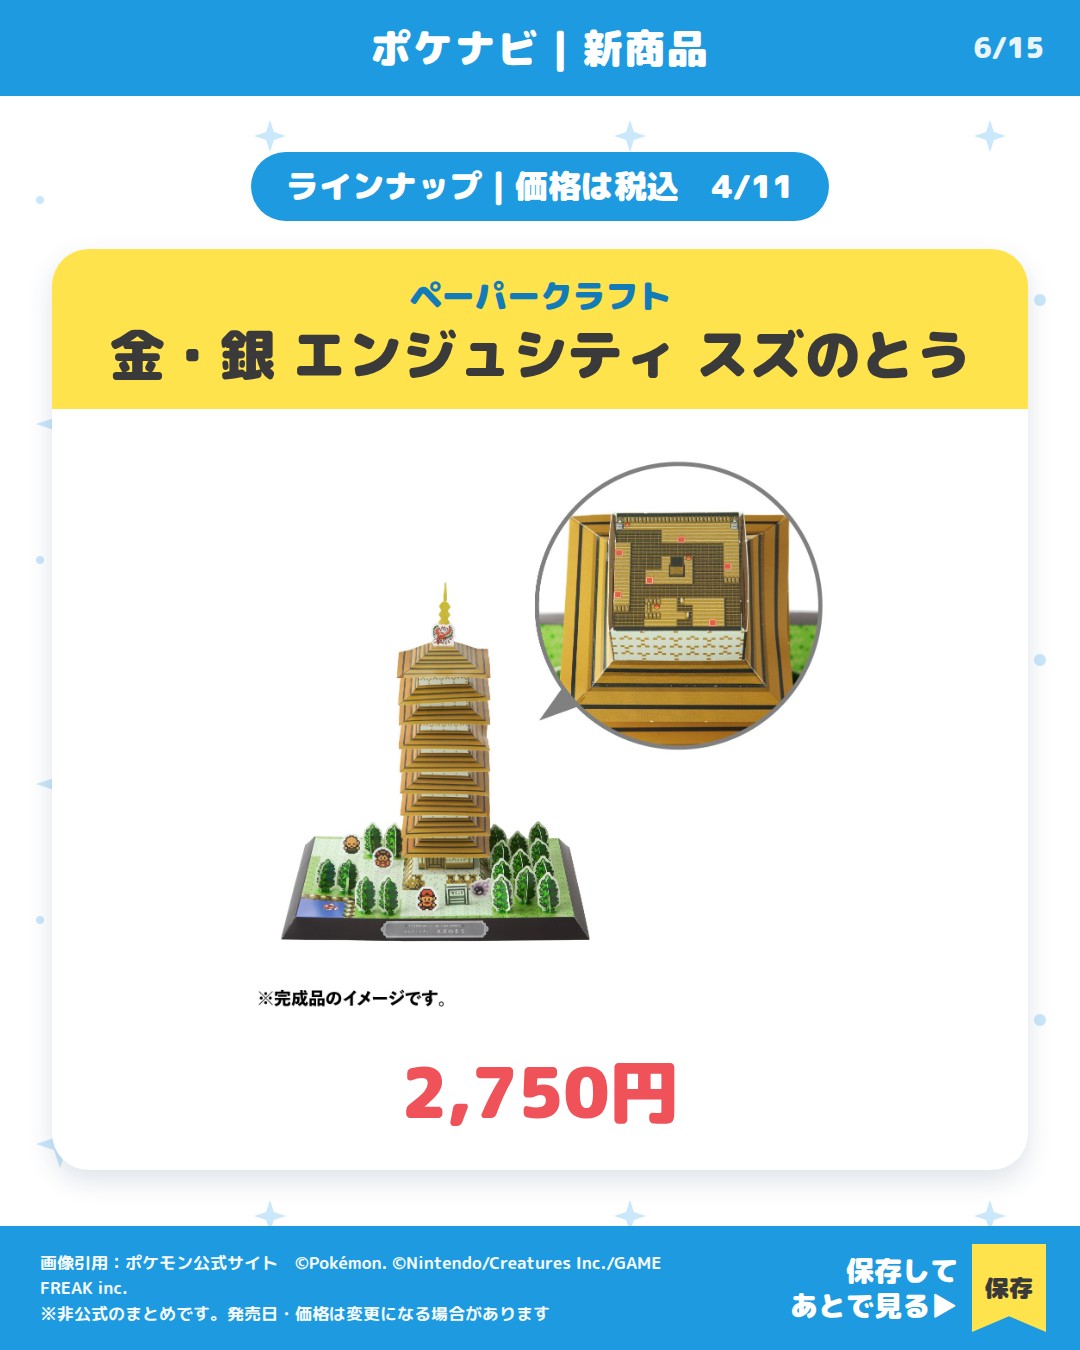 ポケナビ | 新商品
6/15
ラインナップ | 価格は税込　4/11
ペーパークラフト
金・銀 エンジュシティ スズのとう
スズのとう
※完成品のイメージです。
2,750円
画像引用：ポケモン公式サイト　©Pokémon. ©Nintendo/Creatures Inc./GAME
FREAK inc.
※非公式のまとめです。発売日・価格は変更になる場合があります
保存して
あとで見る▶
保存